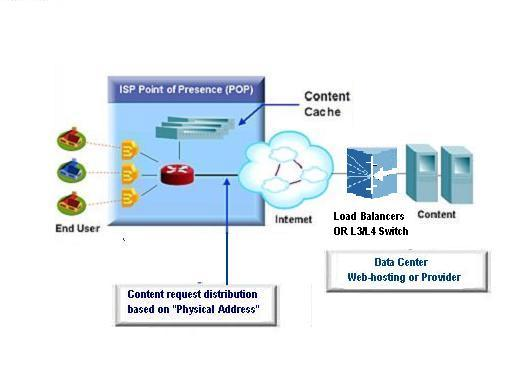 ISP Point of Presence (POP)
Content
Cache
End User
Internet
Load Balancers
OR L3/L4 Switch
Content
Data Center
Web-hosting or Provider
Content request distribution
based on "Physical Address"